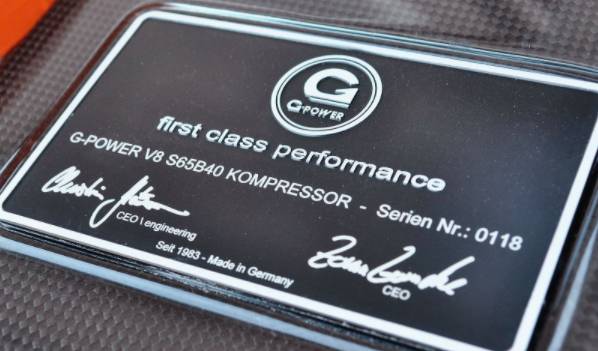 G
G-POWER
first class performance
G-POWER V8 S65B40 KOMPRESSOR - Serien Nr.: 0118
CEO \ engineering
CEO
Seit 1983 - Made in Germany